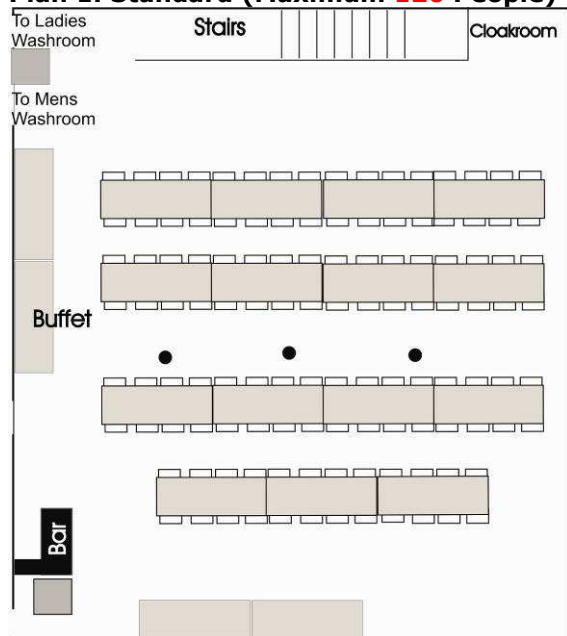 To Ladies
Washroom
Stairs
Cloakroom
To Mens
Washroom
Buffet
Bar